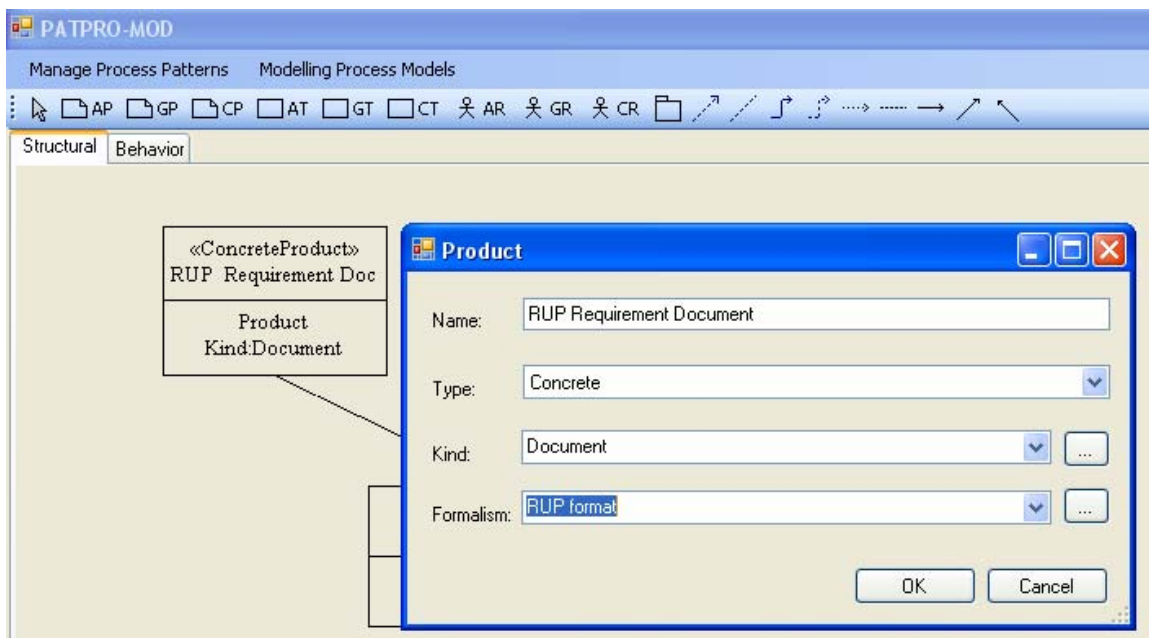 PATPRO-MOD
Manage Process Patterns Modelling Process Models
AP GP CP AT GT CT AR GR CR
Structural Behavior
«ConcreteProduct»
RUP Requirement Doc
Product
Kind:Document
Product
Name: RUP Requirement Document
Type: Concrete
Kind: Document ...
Formalism: RUP format ...
OK Cancel